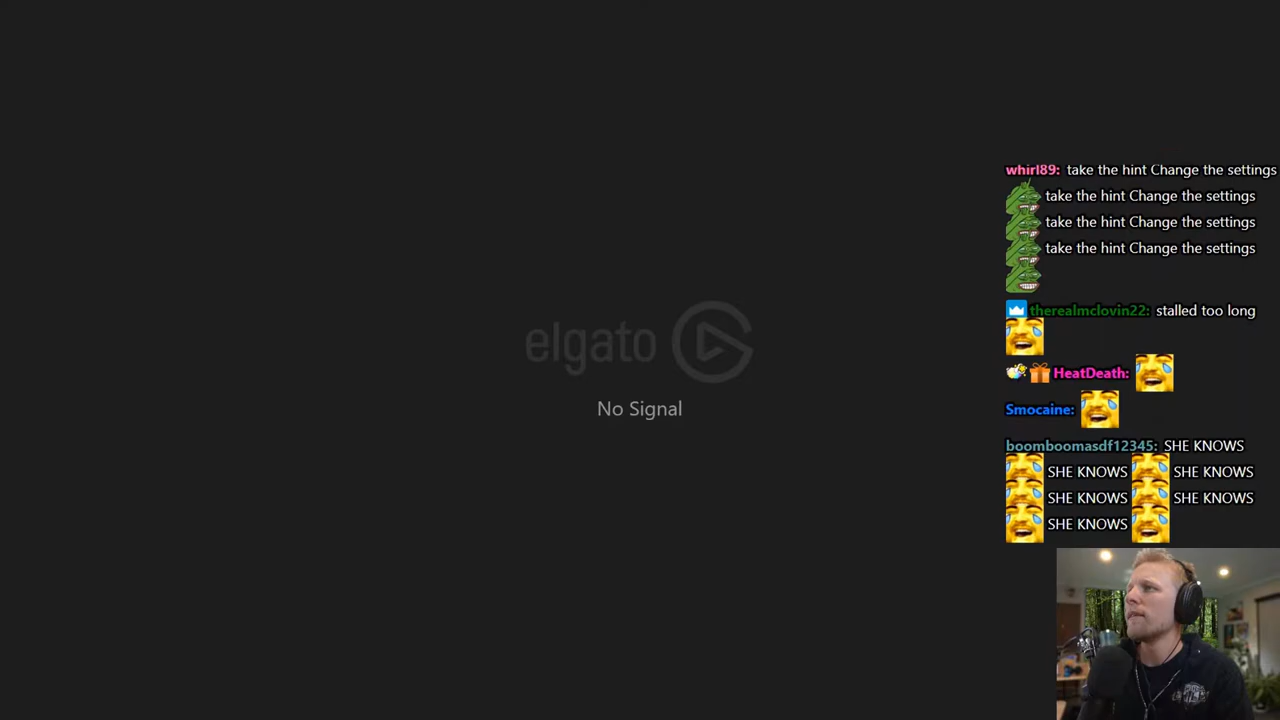 whirl89: take the hint Change the settings
take the hint Change the settings
take the hint Change the settings
take the hint Change the settings
therealmclovin22: stalled too long
elgato
HeatDeath:
No Signal
Smocaine:
boomboomasdf12345: SHE KNOWS
SHE KNOWS SHE KNOWS
SHE KNOWS SHE KNOWS
SHE KNOWS